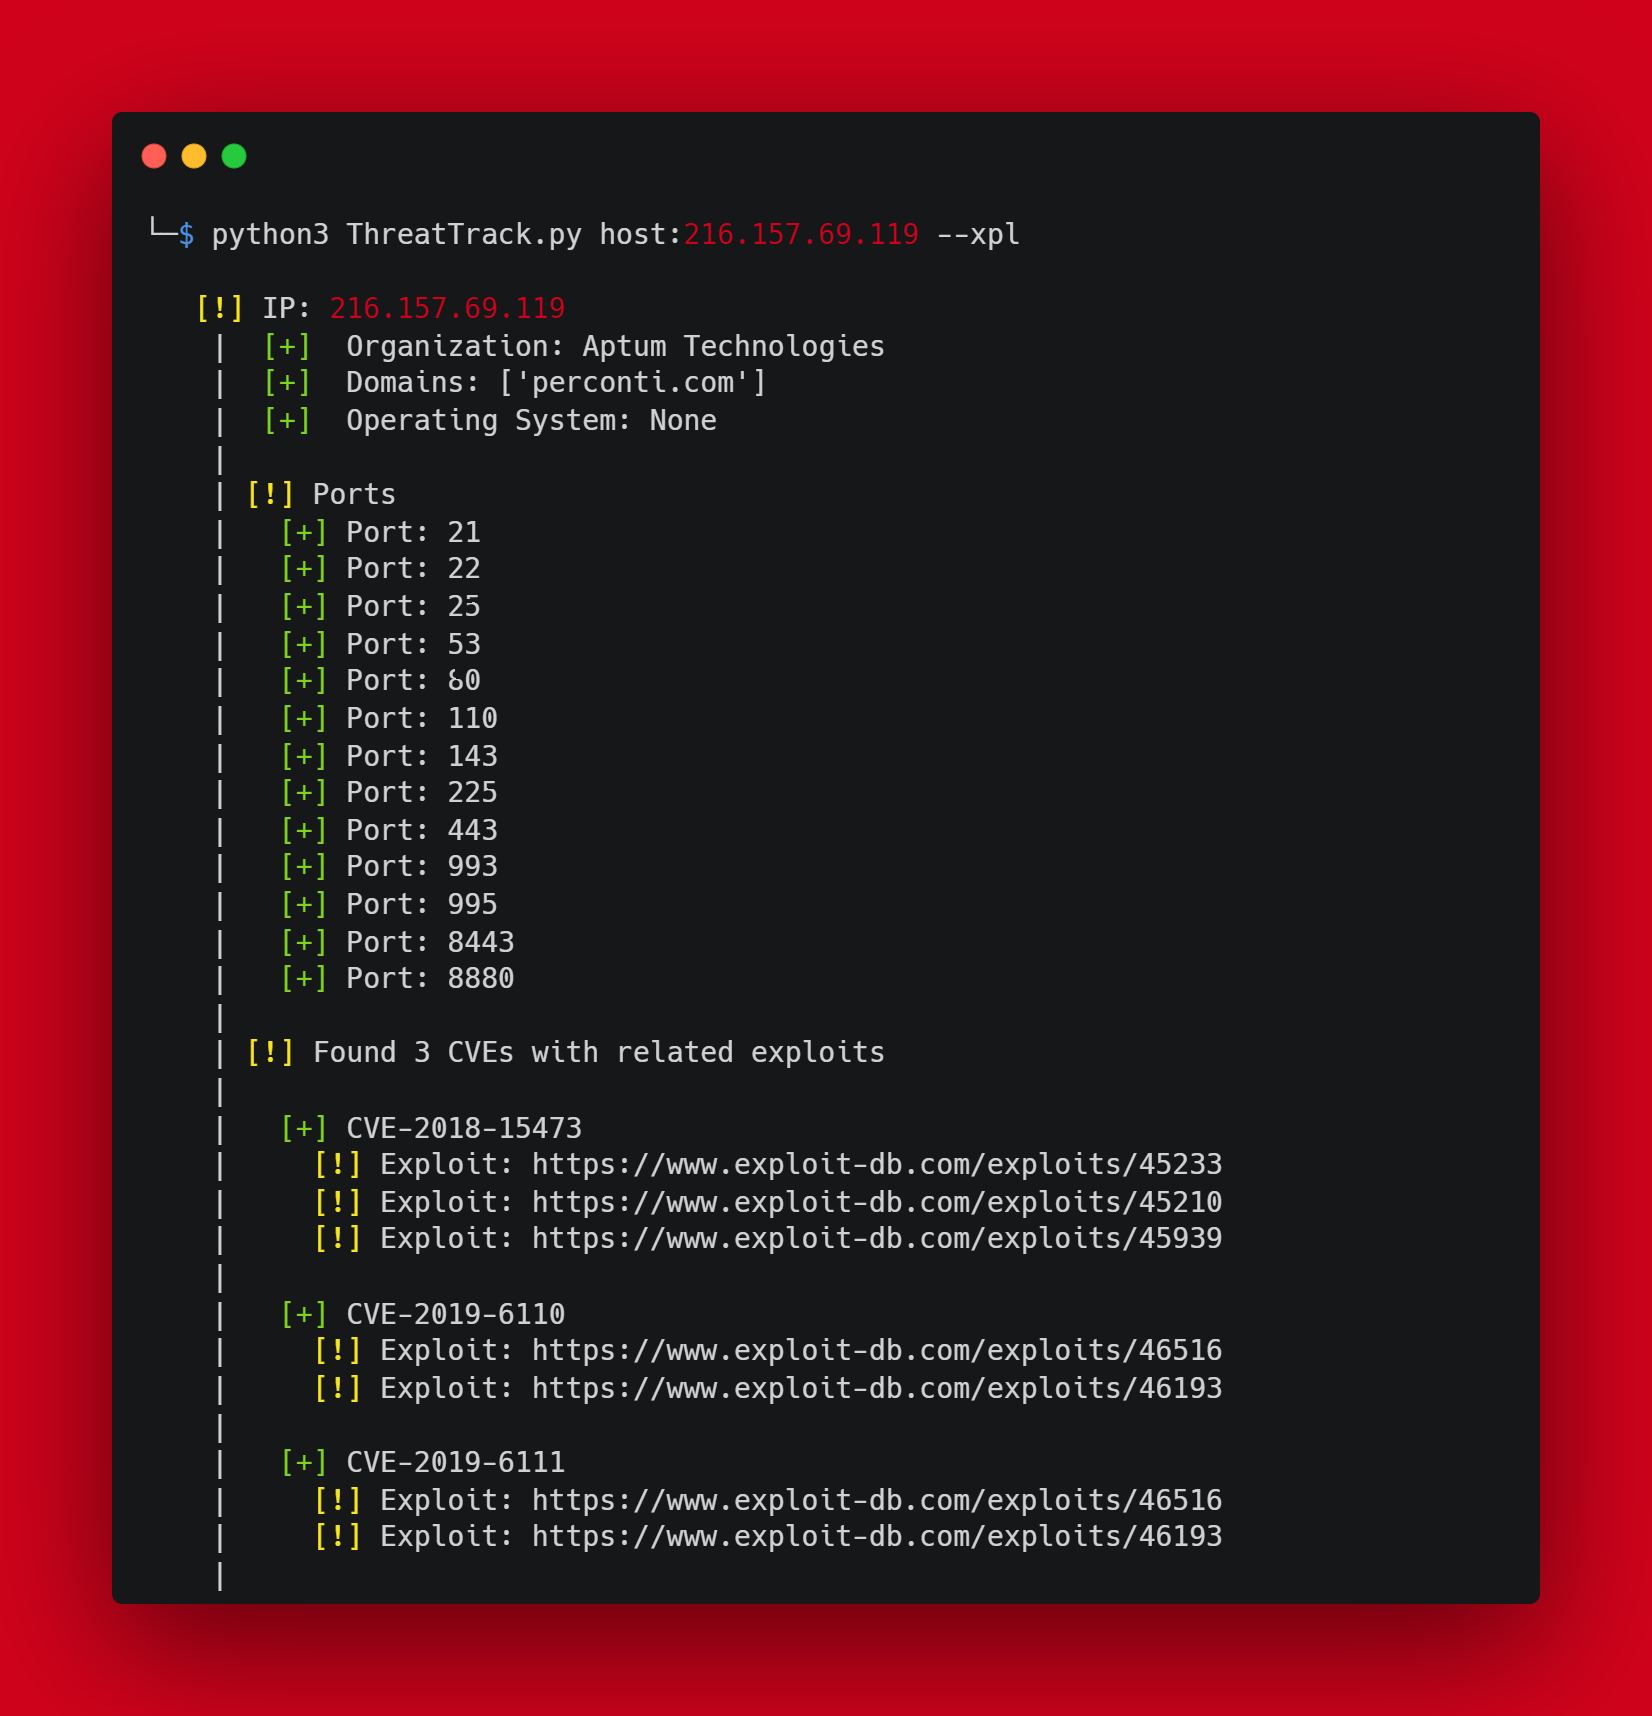 └─$ python3 ThreatTrack.py host:216.157.69.119 --xpl
[!] IP: 216.157.69.119
| [+] Organization: Aptum Technologies
| [+] Domains: ['perconti.com']
| [+] Operating System: None
|
| [!] Ports
| [+] Port: 21
| [+] Port: 22
| [+] Port: 25
| [+] Port: 53
| [+] Port: 80
| [+] Port: 110
| [+] Port: 143
| [+] Port: 225
| [+] Port: 443
| [+] Port: 993
| [+] Port: 995
| [+] Port: 8443
| [+] Port: 8880
|
| [!] Found 3 CVEs with related exploits
|
| [+] CVE-2018-15473
| [!] Exploit: https://www.exploit-db.com/exploits/45233
| [!] Exploit: https://www.exploit-db.com/exploits/45210
| [!] Exploit: https://www.exploit-db.com/exploits/45939
|
| [+] CVE-2019-6110
| [!] Exploit: https://www.exploit-db.com/exploits/46516
| [!] Exploit: https://www.exploit-db.com/exploits/46193
|
| [+] CVE-2019-6111
| [!] Exploit: https://www.exploit-db.com/exploits/46516
| [!] Exploit: https://www.exploit-db.com/exploits/46193
|